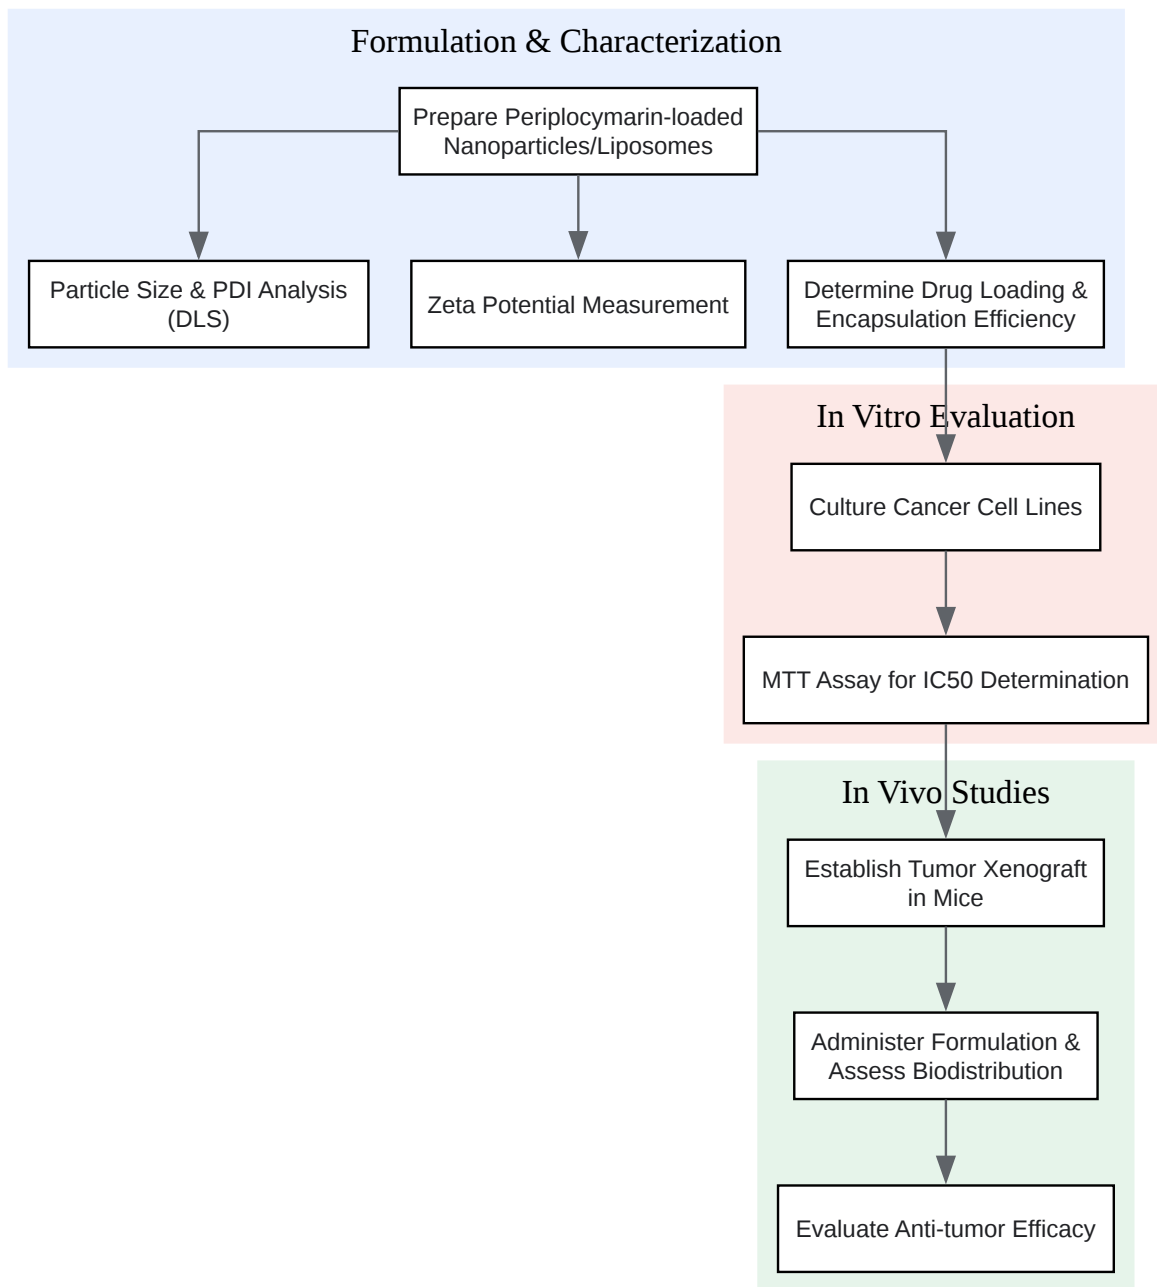 Formulation & Characterization
Prepare Periplocymarin-loaded
Nanoparticles/Liposomes
Particle Size & PDI Analysis
(DLS)
Zeta Potential Measurement
Determine Drug Loading &
Encapsulation Efficiency
In Vitro Evaluation
Culture Cancer Cell Lines
MTT Assay for IC50 Determination
In Vivo Studies
Establish Tumor Xenograft
in Mice
Administer Formulation &
Assess Biodistribution
Evaluate Anti-tumor Efficacy